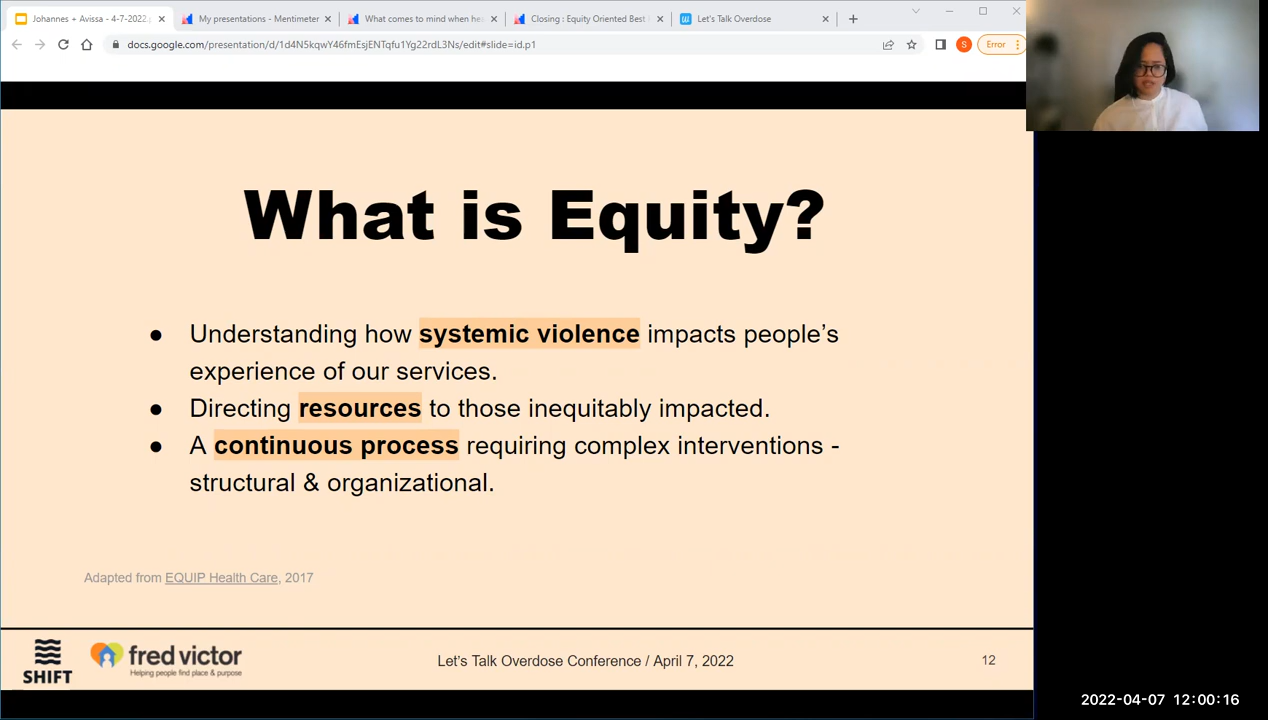 Johannes + Avissa - 4-7-2022.
My presentations - Mentimeter
What comes to mind when he
Closing : Equity Oriented Best
Let's Talk Overdose
docs.google.com/presentation/d/1d4N5kqwY46fmEsjENTqfu1Yg22rdL3Ns/edit#slide=id.p1
S
Error
What is Equity?
● Understanding how systemic violence impacts people’s
experience of our services.
● Directing resources to those inequitably impacted.
● A continuous process requiring complex interventions -
structural & organizational.
Adapted from EQUIP Health Care, 2017
SHIFT
fred victor
Helping people find place & purpose
Let’s Talk Overdose Conference / April 7, 2022
12
2022-04-07 12:00:16